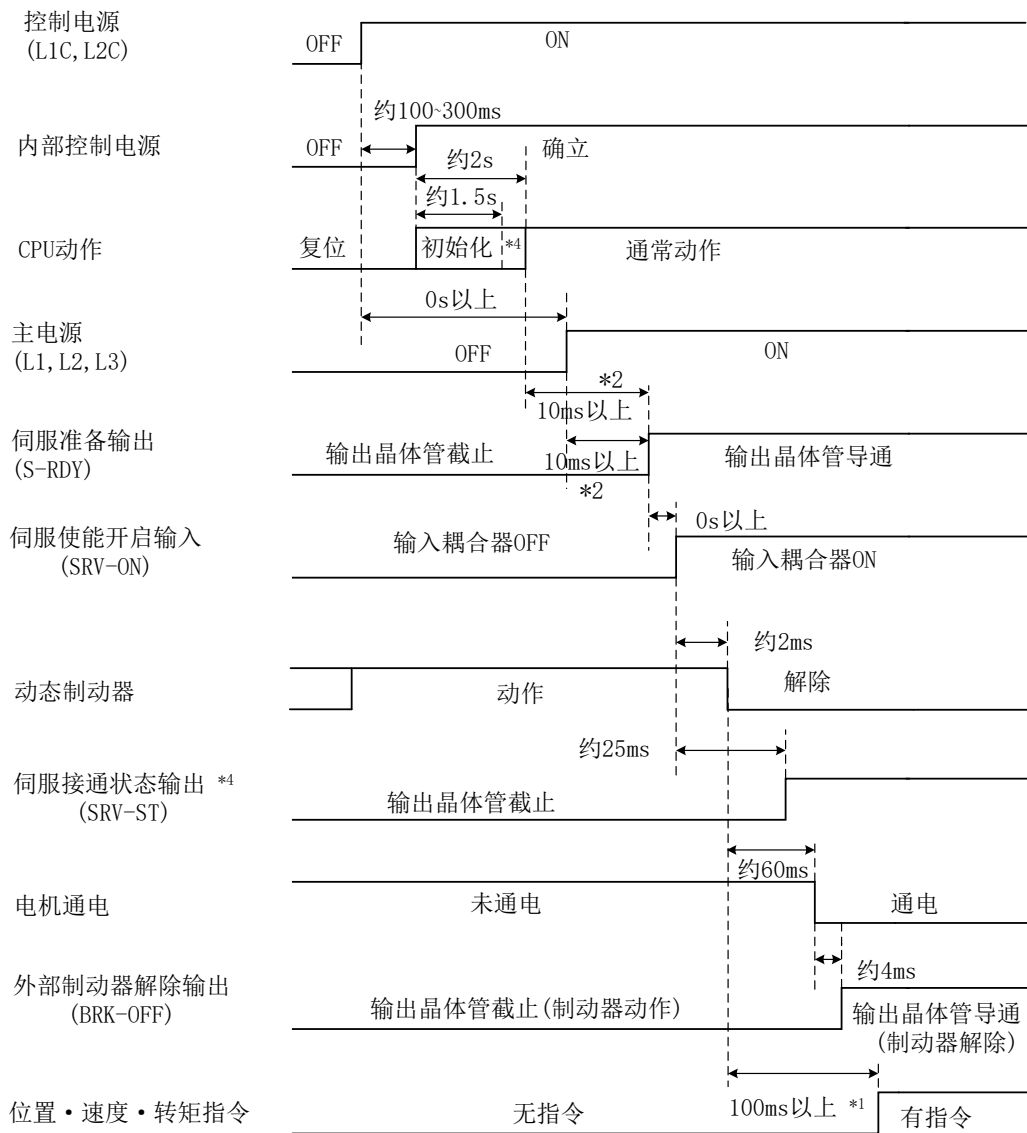 控制电源
(L1C, L2C)
OFF
ON
约100~300ms
内部控制电源
OFF
确立
约2s
约1.5s
CPU动作
复位
初始化
*4
通常动作
0s以上
主电源
(L1, L2, L3)
OFF
ON
*2
10ms以上
伺服准备输出
(S-RDY)
输出晶体管截止
10ms以上
*2
输出晶体管导通
0s以上
伺服使能开启输入
(SRV-ON)
输入耦合器OFF
输入耦合器ON
约2ms
动态制动器
动作
解除
约25ms
伺服接通状态输出 *4
(SRV-ST)
输出晶体管截止
约60ms
电机通电
未通电
通电
约4ms
外部制动器解除输出
(BRK-OFF)
输出晶体管截止(制动器动作)
输出晶体管导通
(制动器解除)
位置·速度·转矩指令
无指令
100ms以上 *1
有指令